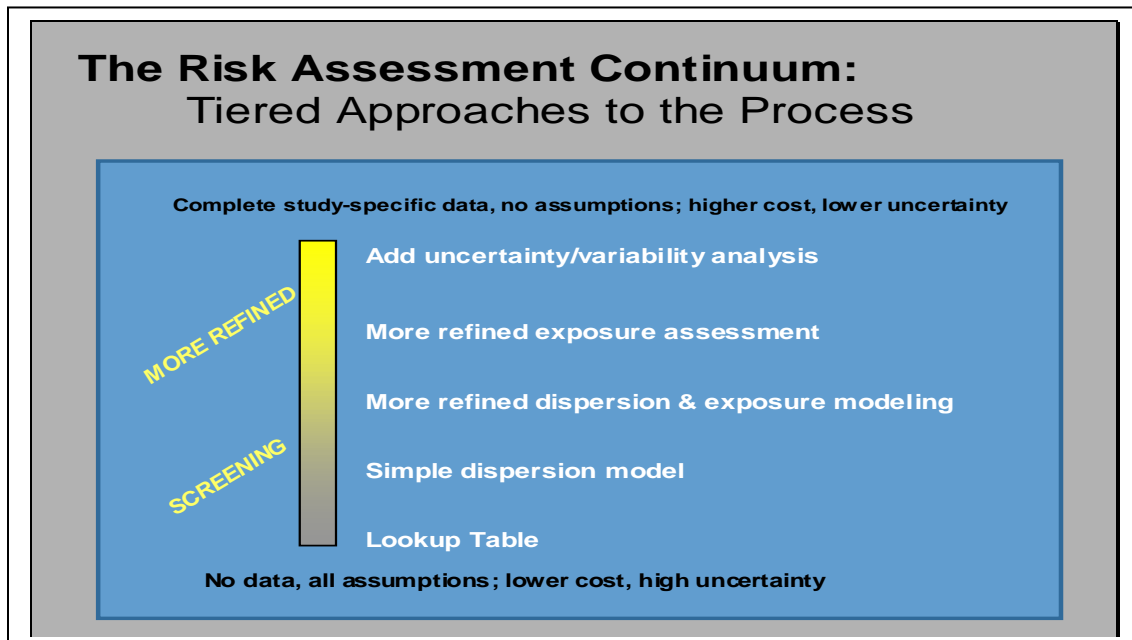 The Risk Assessment Continuum:
Tiered Approaches to the Process
Complete study-specific data, no assumptions; higher cost, lower uncertainty
Add uncertainty/variability analysis
MORE REFINED
More refined exposure assessment
More refined dispersion & exposure modeling
SCREENING
Simple dispersion model
Lookup Table
No data, all assumptions; lower cost, high uncertainty